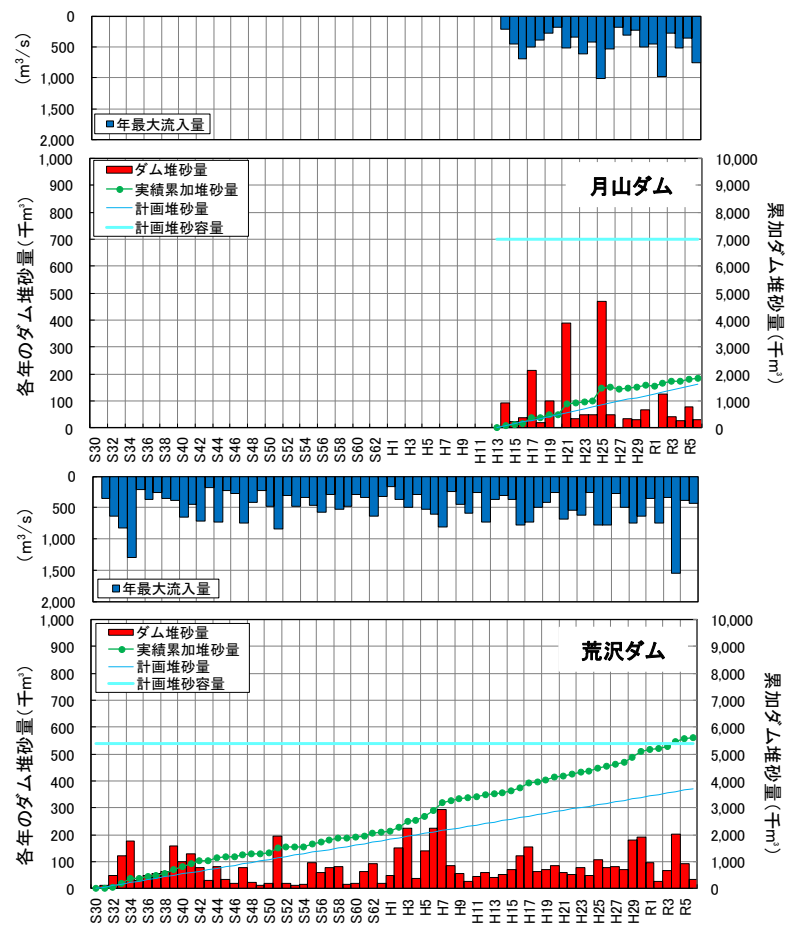 0
500
1,000
1,500
2,000
(m³/s)
年最大流入量
1,000
900
800
700
600
500
400
300
200
100
0
各年のダム堆砂量(千m³)
ダム堆砂量
実績累加堆砂量
計画堆砂量
計画堆砂容量
月山ダム
10,000
9,000
8,000
7,000
6,000
5,000
4,000
3,000
2,000
1,000
0
累加ダム堆砂量(千m³)
S30 S32 S34 S36 S38 S40 S42 S44 S46 S48 S50 S52 S54 S56 S58 S60 S62 H1 H3 H5 H7 H9 H11 H13 H15 H17 H19 H21 H23 H25 H27 H29 R1 R3 R5
0
500
1,000
1,500
2,000
(m³/s)
年最大流入量
1,000
900
800
700
600
500
400
300
200
100
0
各年のダム堆砂量(千m³)
ダム堆砂量
実績累加堆砂量
計画堆砂量
計画堆砂容量
荒沢ダム
10,000
9,000
8,000
7,000
6,000
5,000
4,000
3,000
2,000
1,000
0
累加ダム堆砂量(千m³)
S30 S32 S34 S36 S38 S40 S42 S44 S46 S48 S50 S52 S54 S56 S58 S60 S62 H1 H3 H5 H7 H9 H11 H13 H15 H17 H19 H21 H23 H25 H27 H29 R1 R3 R5